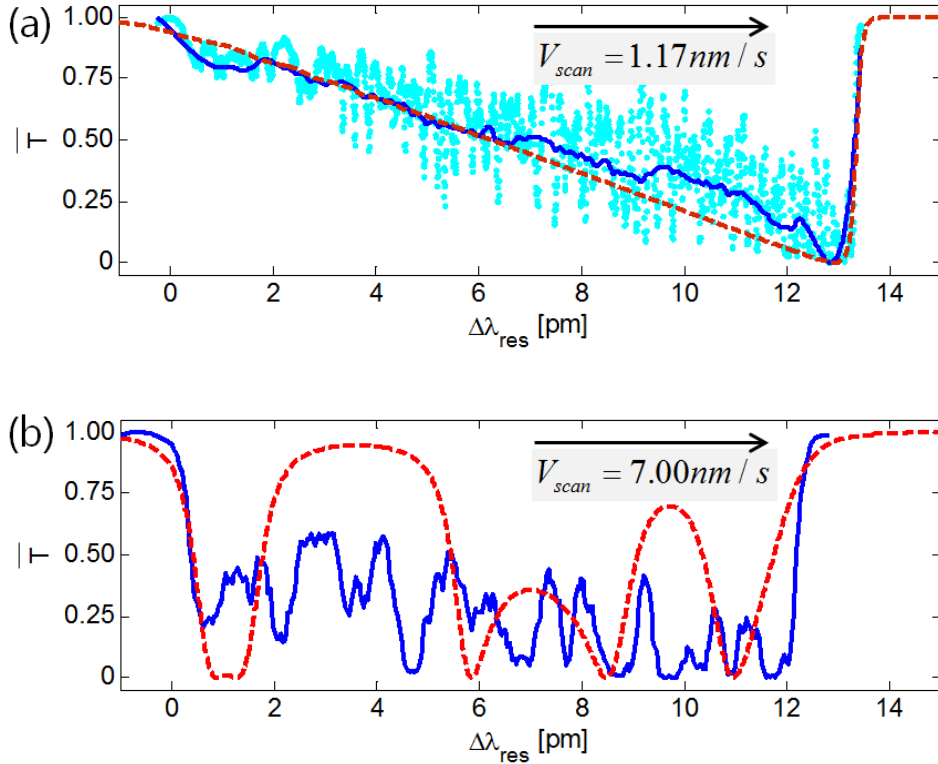 (a)
1.00
0.75
0.50
0.25
0
T
V_scan = 1.17nm / s
0 2 4 6 8 10 12 14
Δλ_res [pm]
(b)
1.00
0.75
0.50
0.25
0
T
V_scan = 7.00nm / s
0 2 4 6 8 10 12 14
Δλ_res [pm]